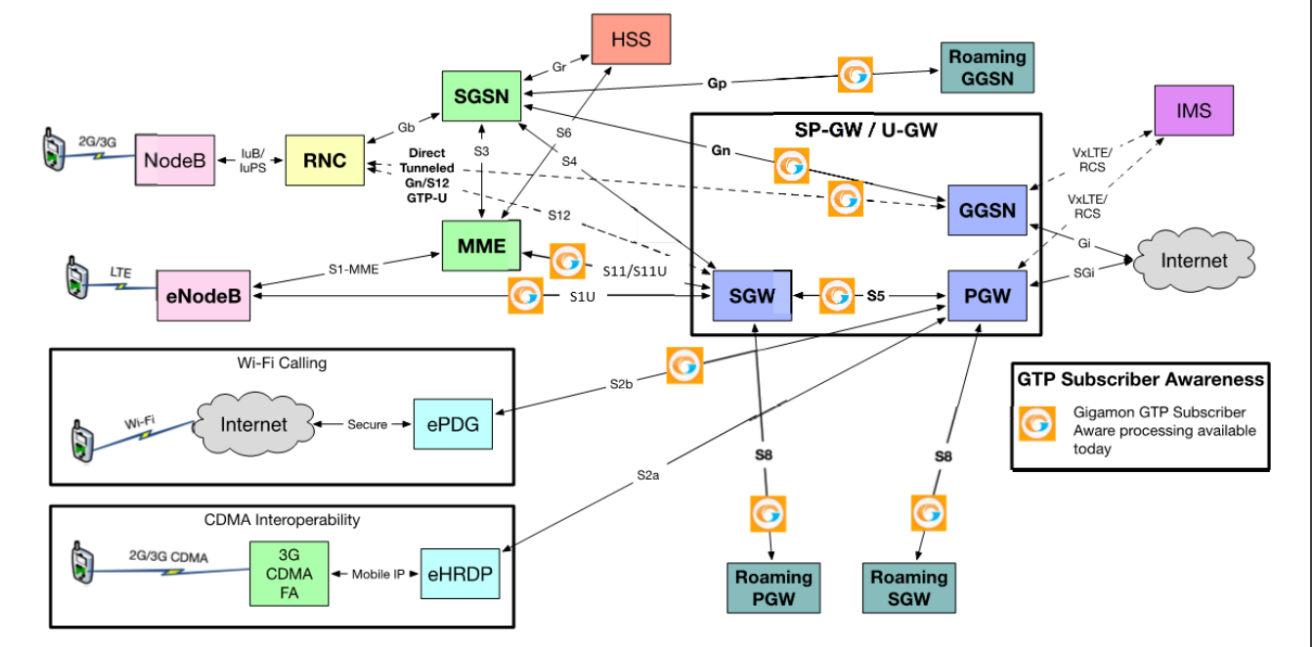 HSS
Roaming
GGSN
Gr
Gp
SGSN
IMS
SP-GW / U-GW
2G/3G
Gb
S6
NodeB
IuB/
IuPS
RNC
Direct
Tunneled
Gn/S12
GTP-U
S3
S4
Gn
VxLTE/
RCS
VxLTE/
RCS
GGSN
S12
MME
Gi
Internet
LTE
S1-MME
S11/S11U
SGi
eNodeB
S1U
SGW
S5
PGW
Wi-Fi Calling
GTP Subscriber Awareness
Gigamon GTP Subscriber
Aware processing available
today
S2b
Wi-Fi
Internet
Secure
ePDG
S8
S8
S2a
CDMA Interoperability
2G/3G CDMA
3G
CDMA
FA
Mobile IP
eHRDP
Roaming
PGW
Roaming
SGW